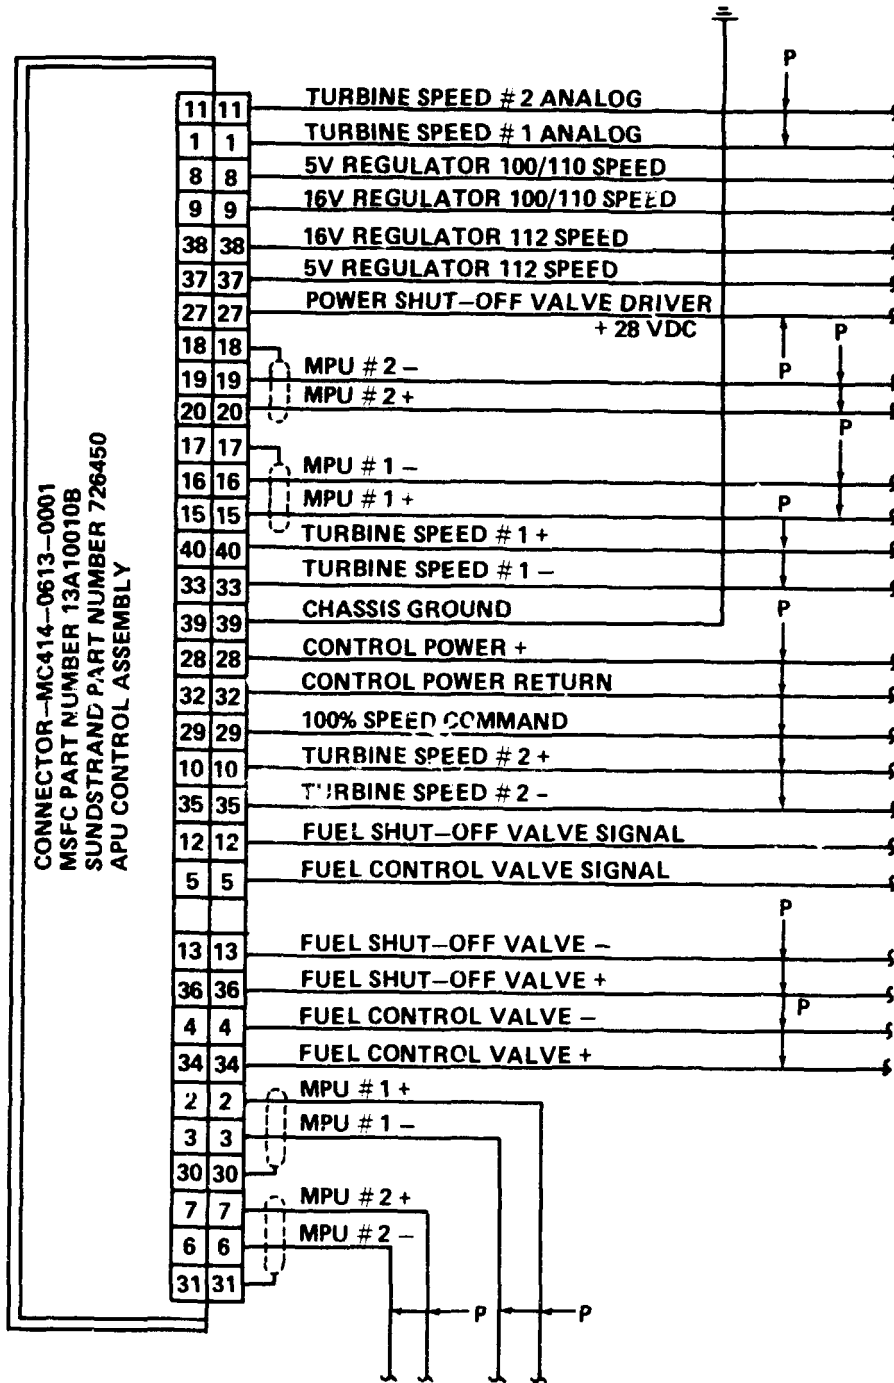 CONNECTOR—MC414—0613—0001
MSFC PART NUMBER 13A10010B
SUNDSTRAND PART NUMBER 726450
APU CONTROL ASSEMBLY
P
11 11 TURBINE SPEED #2 ANALOG
1 1 TURBINE SPEED #1 ANALOG
8 8 5V REGULATOR 100/110 SPEED
9 9 16V REGULATOR 100/110 SPEED
38 38 16V REGULATOR 112 SPEED
37 37 5V REGULATOR 112 SPEED
27 27 POWER SHUT—OFF VALVE DRIVER
+ 28 VDC
P
18 18
P
19 19 MPU #2 —
20 20 MPU #2 +
P
17 17
16 16 MPU #1 —
15 15 MPU #1 +
P
40 40 TURBINE SPEED #1 +
33 33 TURBINE SPEED #1 —
39 39 CHASSIS GROUND
P
28 28 CONTROL POWER +
32 32 CONTROL POWER RETURN
29 29 100% SPEED COMMAND
10 10 TURBINE SPEED #2 +
35 35 TURBINE SPEED #2 -
12 12 FUEL SHUT—OFF VALVE SIGNAL
5 5 FUEL CONTROL VALVE SIGNAL
P
13 13 FUEL SHUT—OFF VALVE —
36 36 FUEL SHUT—OFF VALVE +
P
4 4 FUEL CONTROL VALVE —
34 34 FUEL CONTROL VALVE +
2 2 MPU #1 +
3 3 MPU #1 —
30 30
7 7 MPU #2 +
6 6 MPU #2 —
31 31
P P